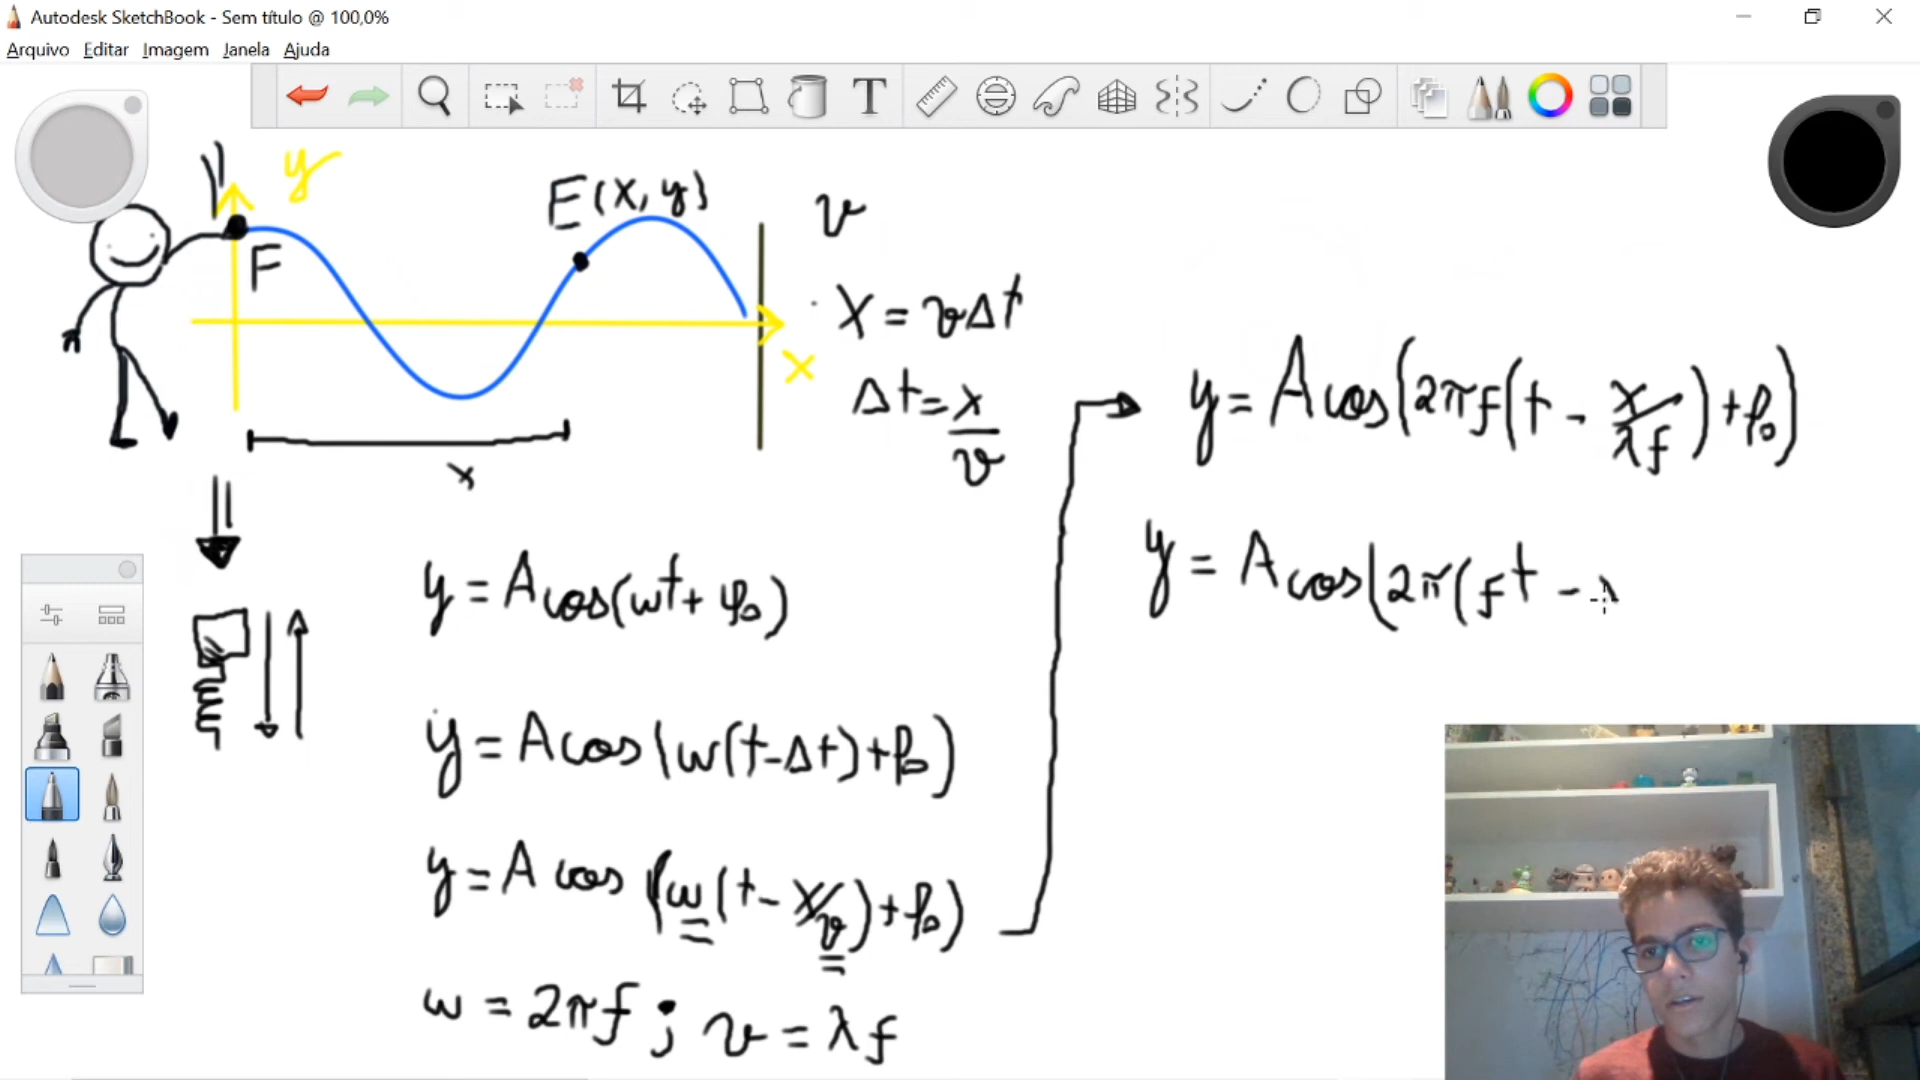 Autodesk SketchBook - Sem título @ 100,0%
Arquivo Editar Imagem Janela Ajuda
T
y
E(x, y)
v
F
x = vΔt
x
Δt = x/v
x
y = A cos(2πf(t - x/λf) + φ₀)
y = A cos(ωt + φ₀)
y = A cos(2π(ft -
y = A cos(ω(t - Δt) + φ₀)
y = A cos(ω(t - x/v) + φ₀)
ω = 2πf ; v = λf